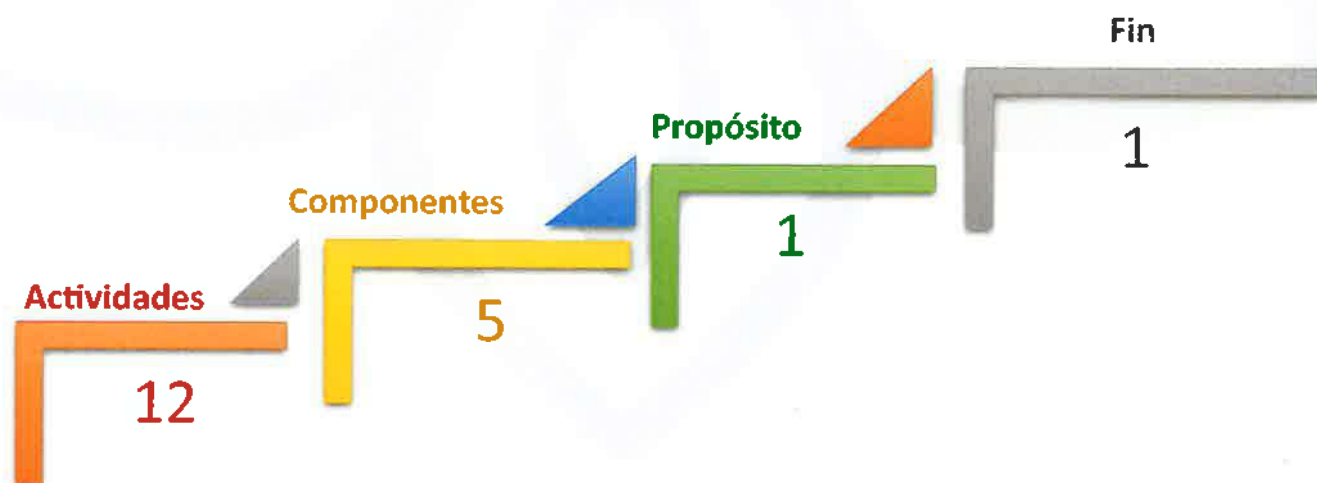 Fin
1
Propósito
1
Componentes
5
Actividades
12